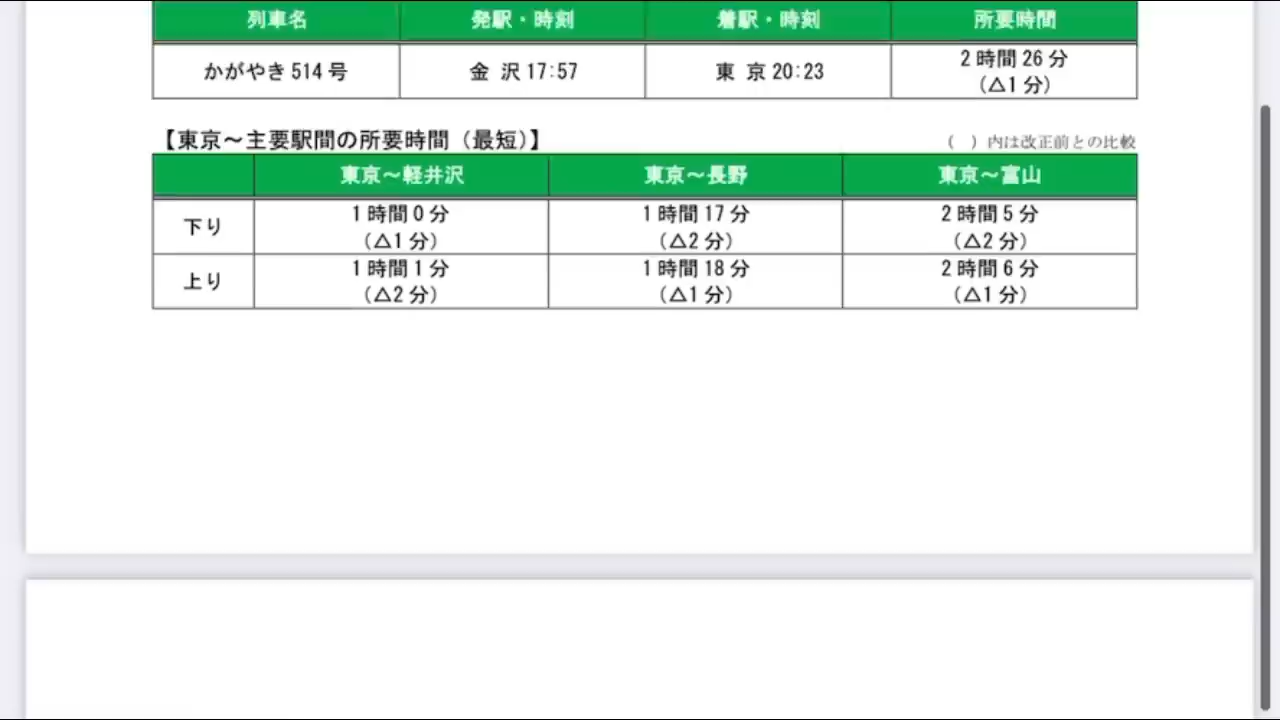 列車名 発駅・時刻 着駅・時刻 所要時間
かがやき 514 号 金 沢 17:57 東 京 20:23 2 時間 26 分
(△1 分)
【東京~主要駅間の所要時間(最短)】 ( )内は改正前との比較
東京~軽井沢 東京~長野 東京~富山
下り 1 時間 0 分 1 時間 17 分 2 時間 5 分
(△1 分) (△2 分) (△2 分)
上り 1 時間 1 分 1 時間 18 分 2 時間 6 分
(△2 分) (△1 分) (△1 分)